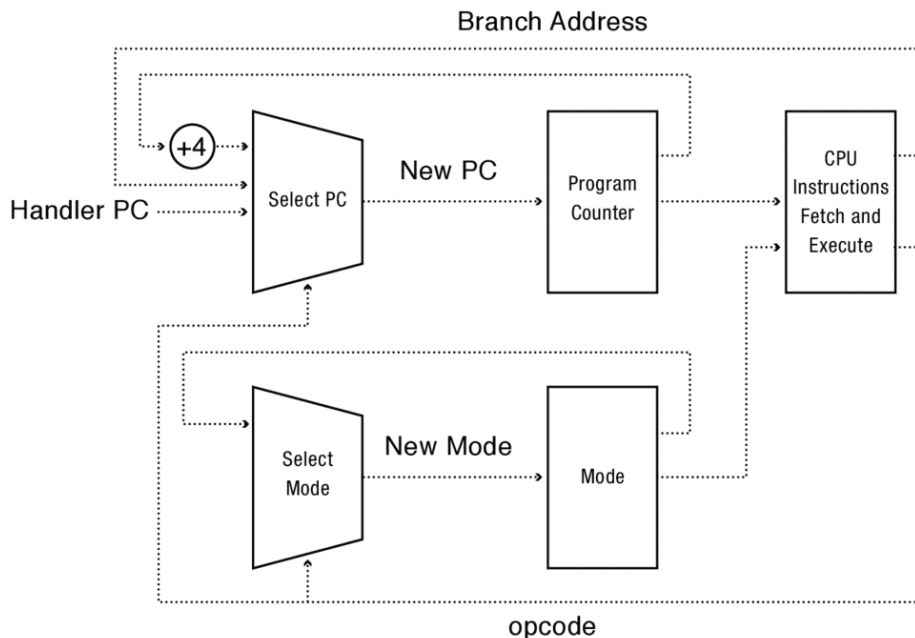 Branch Address
+4
Select PC
New PC
Program
Counter
CPU
Instructions
Fetch and
Execute
Handler PC
Select
Mode
New Mode
Mode
opcode